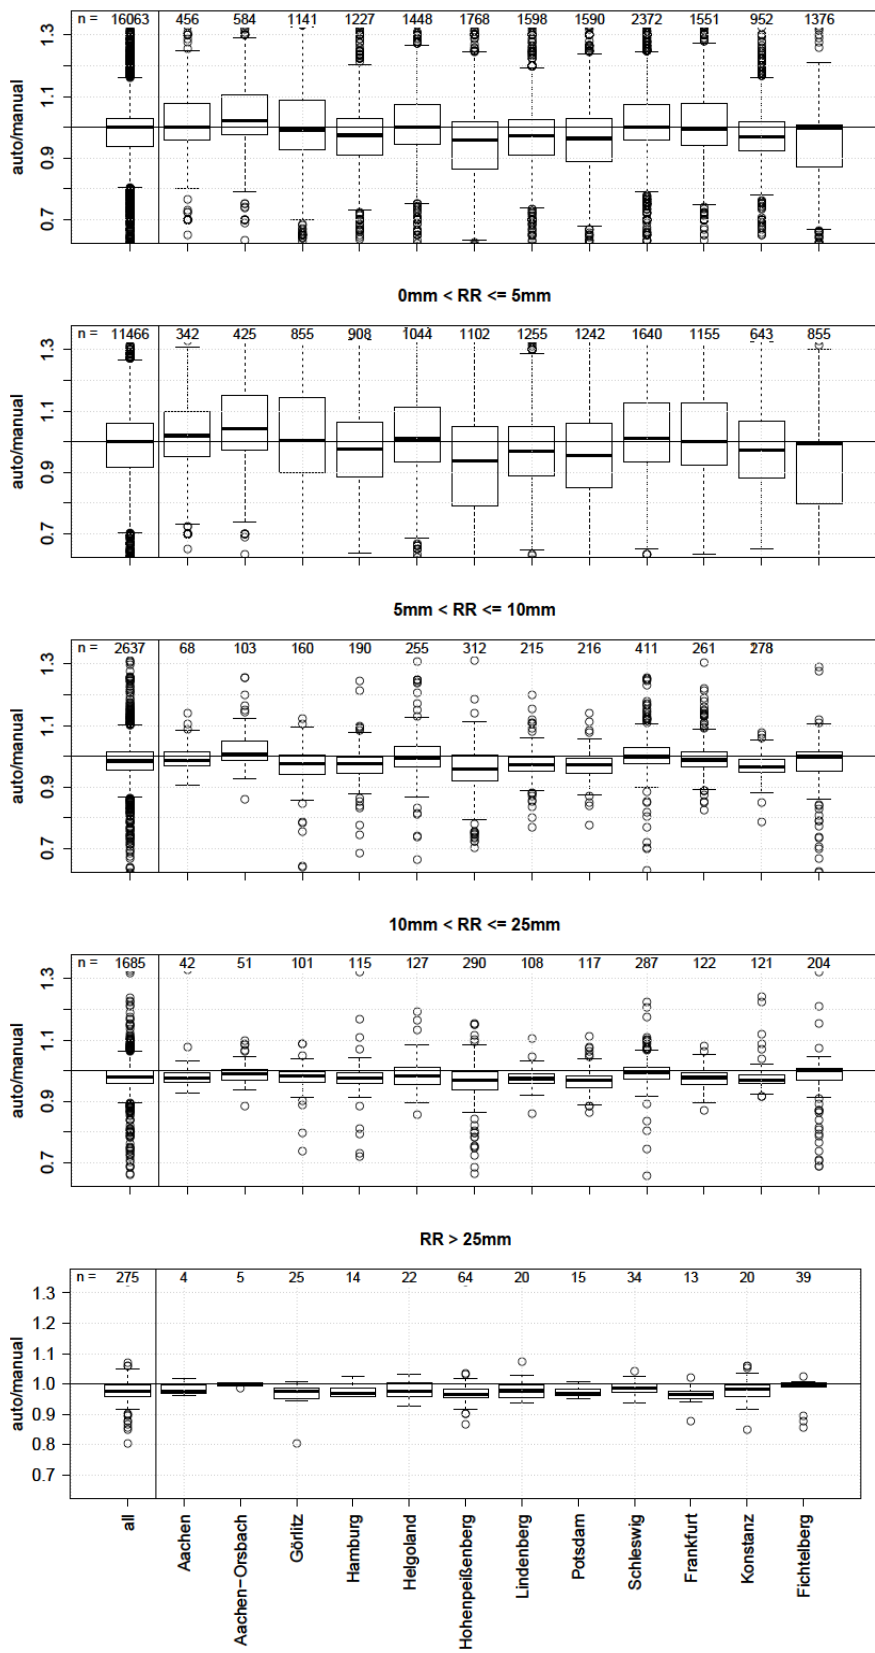 n = 16063 456 584 1141 1227 1448 1768 1598 1590 2372 1551 952 1376
1.3
1.1
0.9
0.7
auto/manual
0mm < RR <= 5mm
n = 11466 342 425 855 908 1044 1102 1255 1242 1640 1155 643 855
1.3
1.1
0.9
0.7
auto/manual
5mm < RR <= 10mm
n = 2637 68 103 160 190 255 312 215 216 411 261 278
1.3
1.1
0.9
0.7
auto/manual
10mm < RR <= 25mm
n = 1685 42 51 101 115 127 290 108 117 287 122 121 204
1.3
1.1
0.9
0.7
auto/manual
RR > 25mm
n = 275 4 5 25 14 22 64 20 15 34 13 20 39
1.3
1.2
1.1
1.0
0.9
0.8
0.7
auto/manual
all
Aachen
Aachen−Orsbach
Görlitz
Hamburg
Helgoland
Hohenpeißenberg
Lindenberg
Potsdam
Schleswig
Frankfurt
Konstanz
Fichtelberg